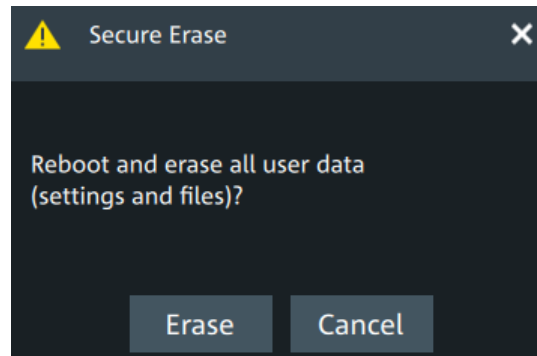 Secure Erase
Reboot and erase all user data
(settings and files)?
Erase Cancel